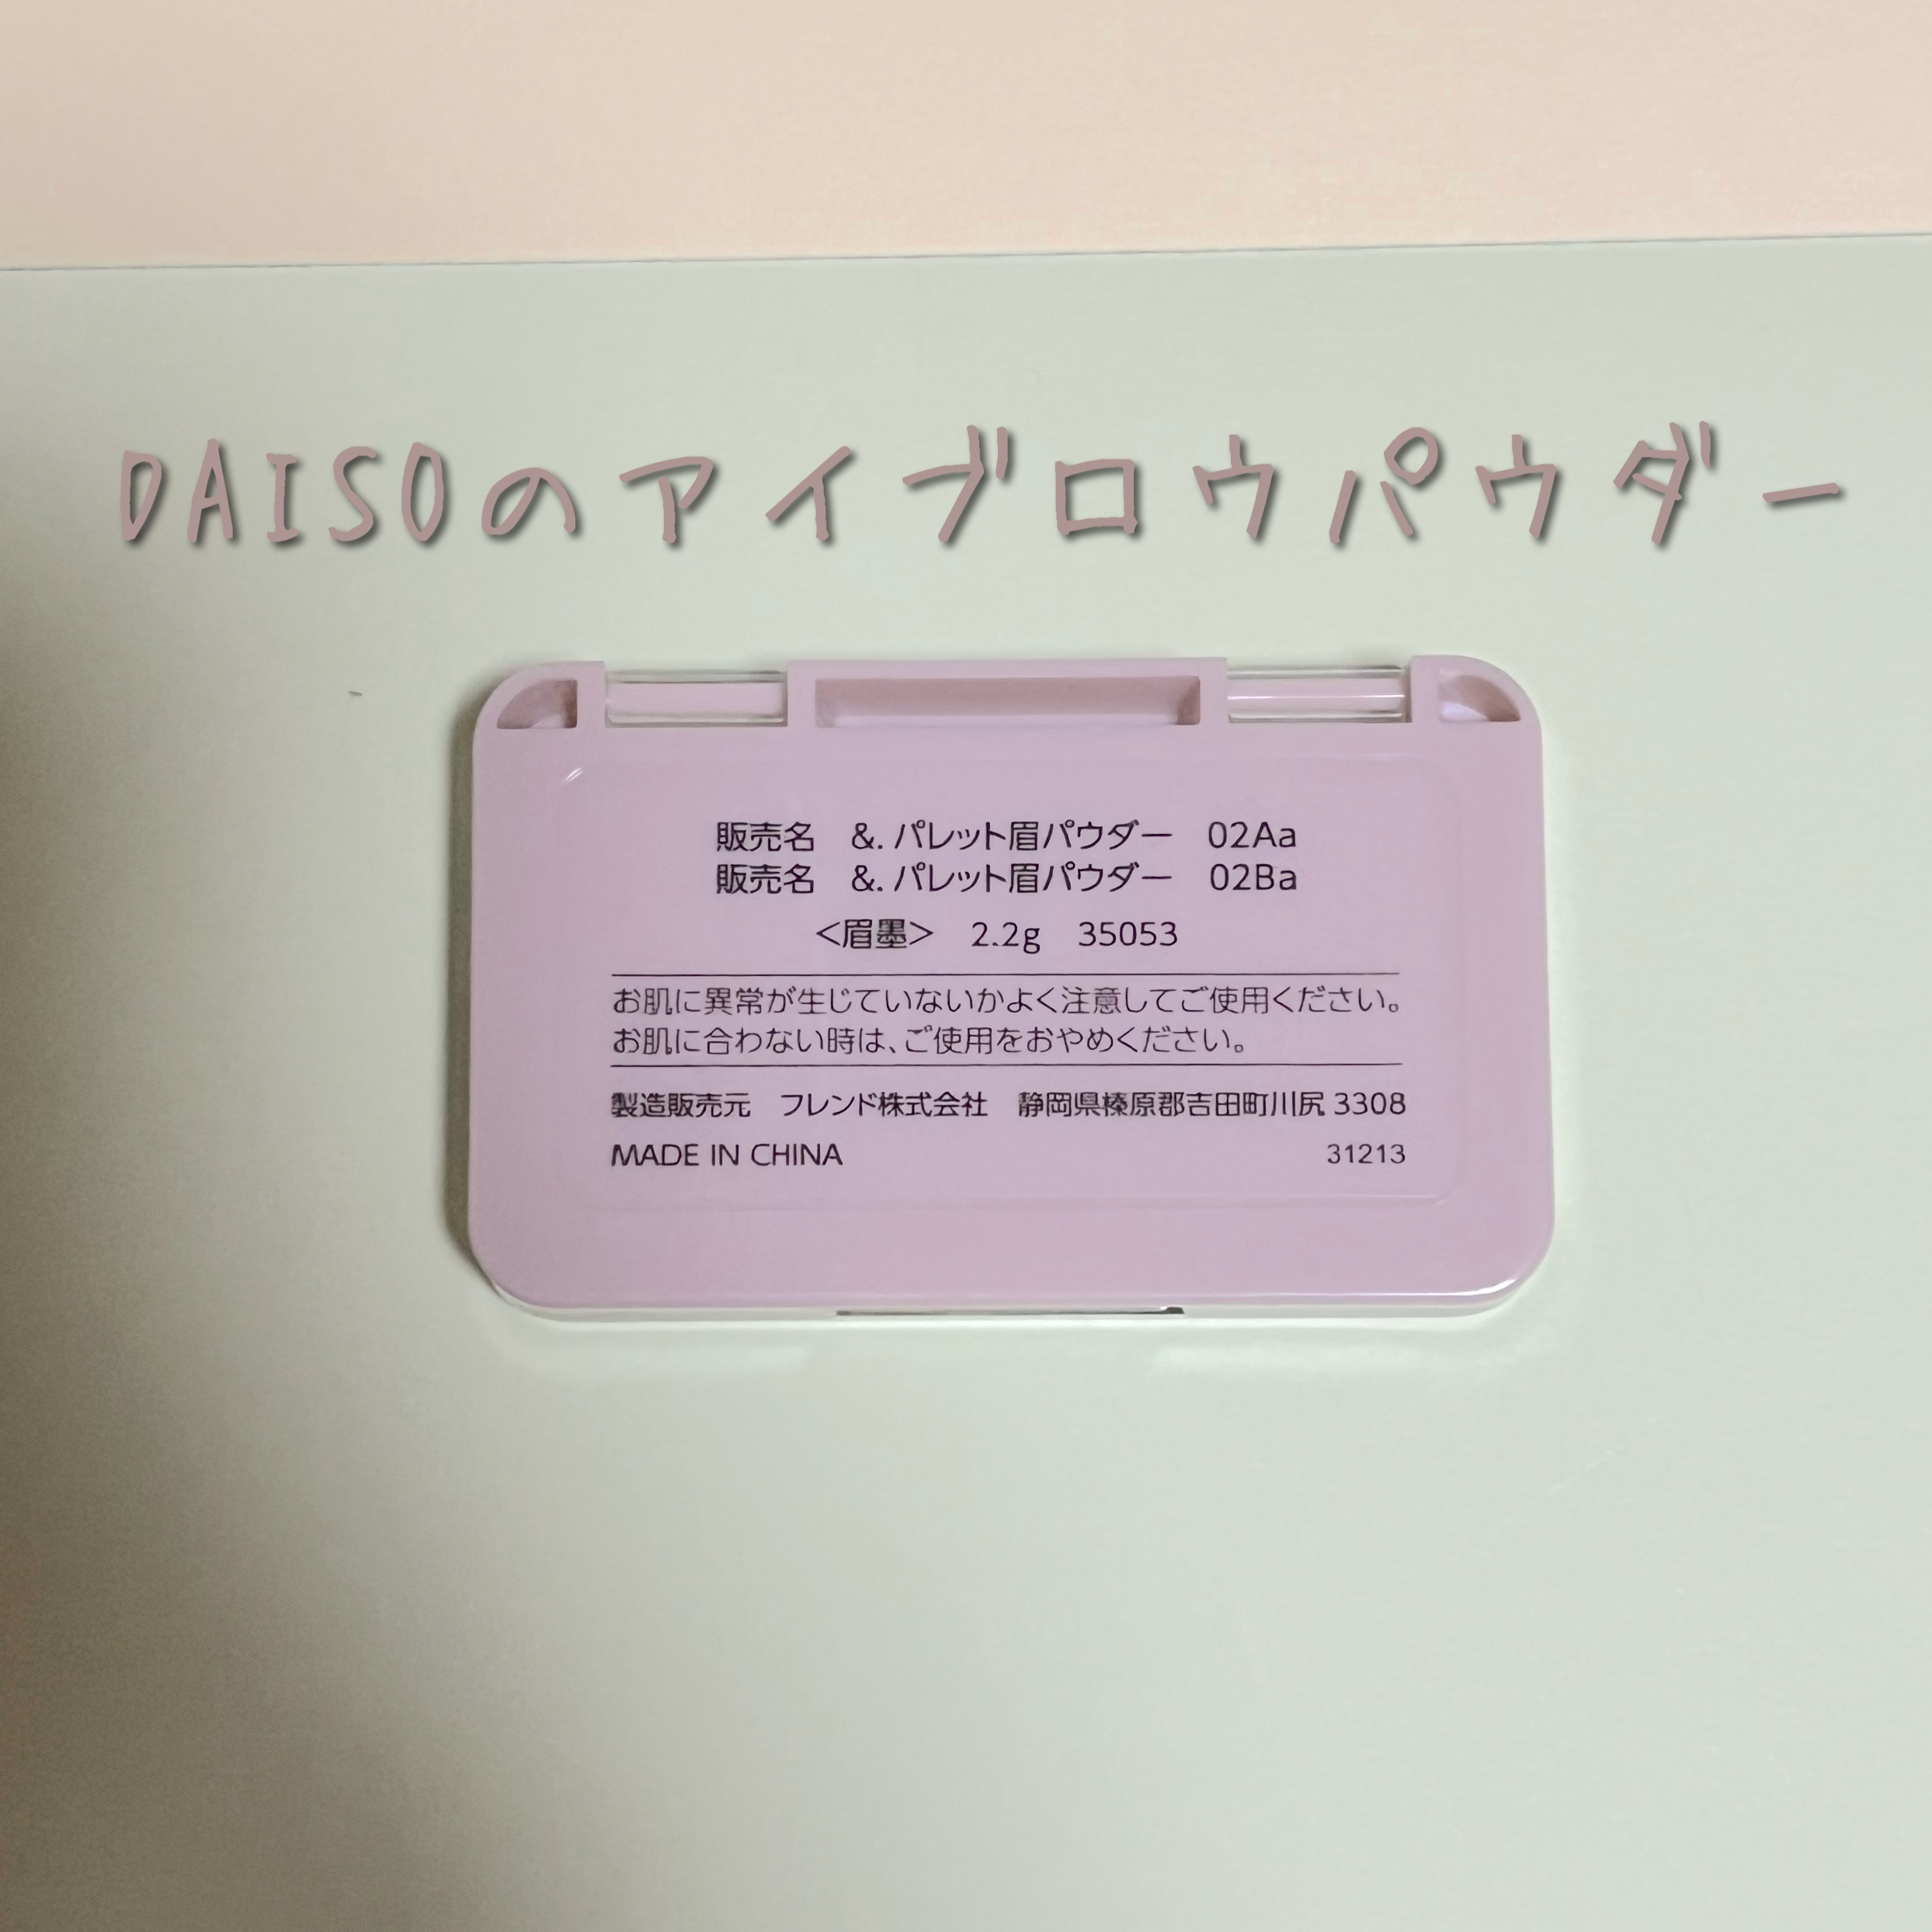 DAISOのアイブロウパウダー
販売名 &.パレット眉パウダー 02Aa
販売名 &.パレット眉パウダー 02Ba
<眉墨> 2.2g 35053
お肌に異常が生じていないかよく注意してご使用ください。
お肌に合わない時は、ご使用をおやめください。
製造販売元 フレンド株式会社 静岡県榛原郡吉田町川尻3308
MADE IN CHINA 31213